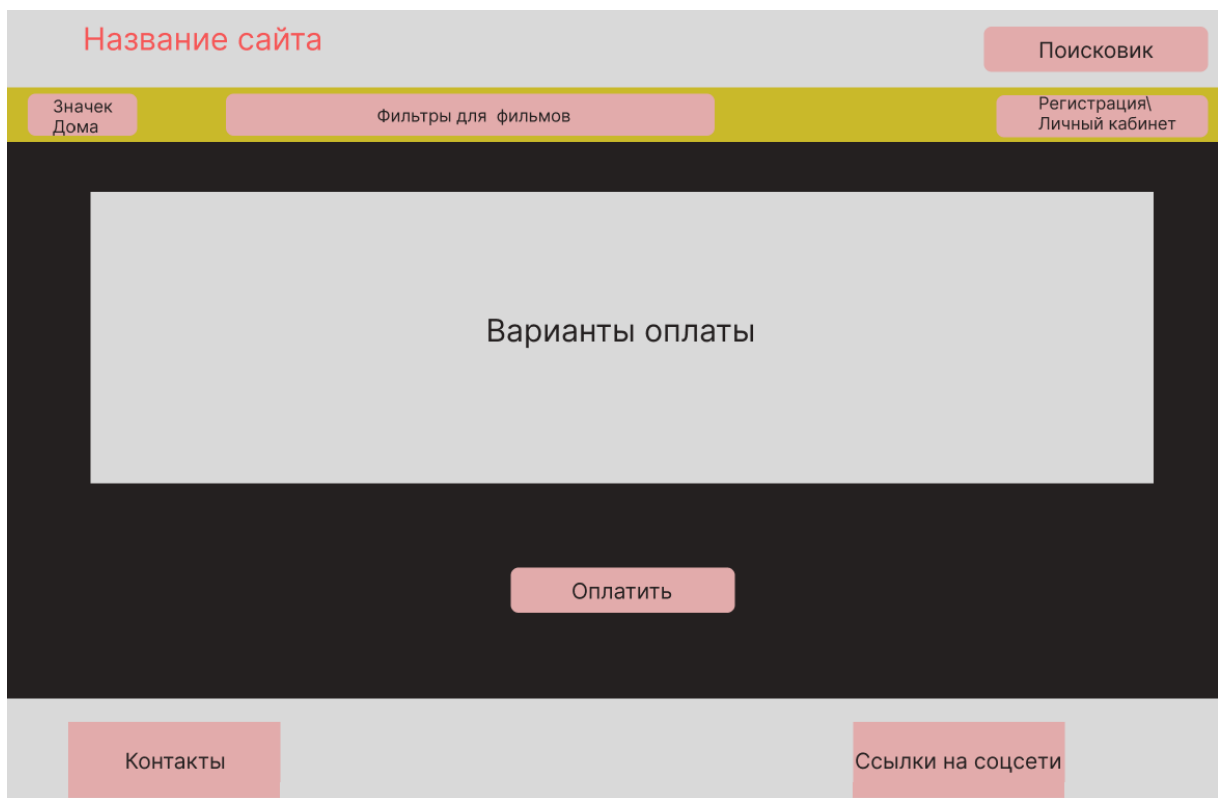 Название сайта
Поисковик
Значек
Дома
Фильтры для  фильмов
Регистрация\
Личный кабинет
Варианты оплаты
Оплатить
Контакты
Ссылки на соцсети